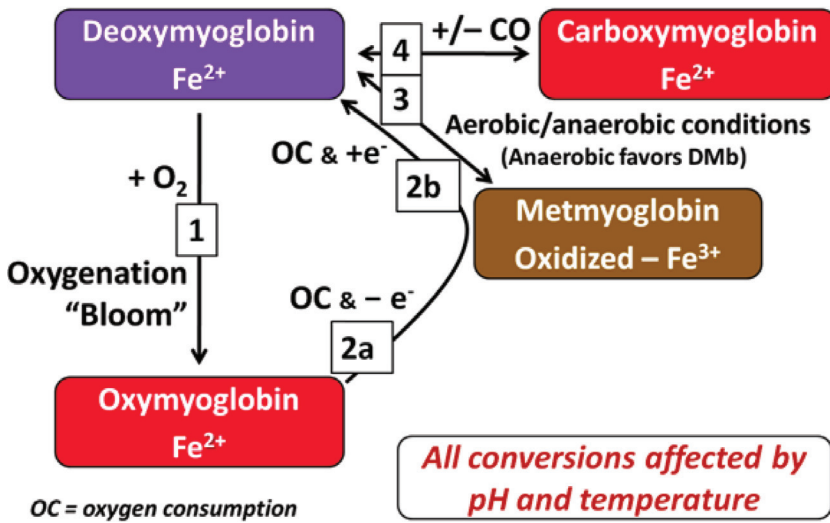 Deoxymyoglobin
Fe²⁺
4
+/– CO
Carboxymyoglobin
Fe²⁺
3
Aerobic/anaerobic conditions
(Anaerobic favors DMb)
OC & +e⁻
2b
+ O₂
1
Metmyoglobin
Oxidized – Fe³⁺
Oxygenation
“Bloom”
OC & – e⁻
2a
Oxymyoglobin
Fe²⁺
All conversions affected by
pH and temperature
OC = oxygen consumption